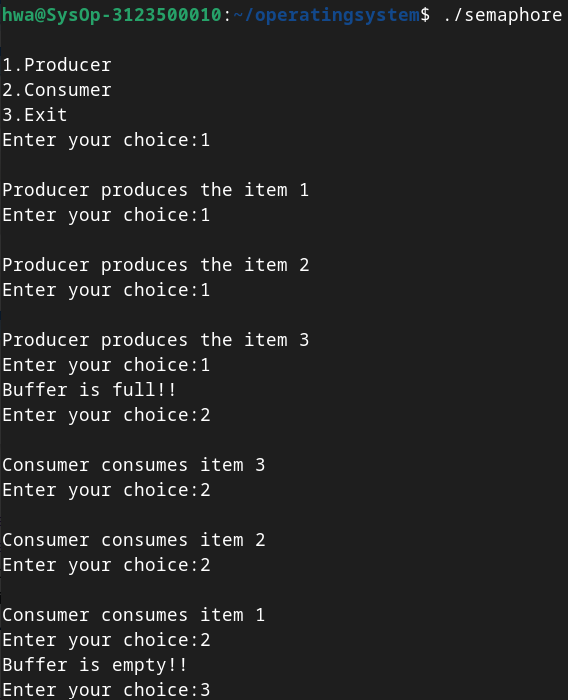 hwa@SysOp-3123500010:~/operatingsystem$ ./semaphore
1.Producer
2.Consumer
3.Exit
Enter your choice:1
Producer produces the item 1
Enter your choice:1
Producer produces the item 2
Enter your choice:1
Producer produces the item 3
Enter your choice:1
Buffer is full!!
Enter your choice:2
Consumer consumes item 3
Enter your choice:2
Consumer consumes item 2
Enter your choice:2
Consumer consumes item 1
Enter your choice:2
Buffer is empty!!
Enter your choice:3